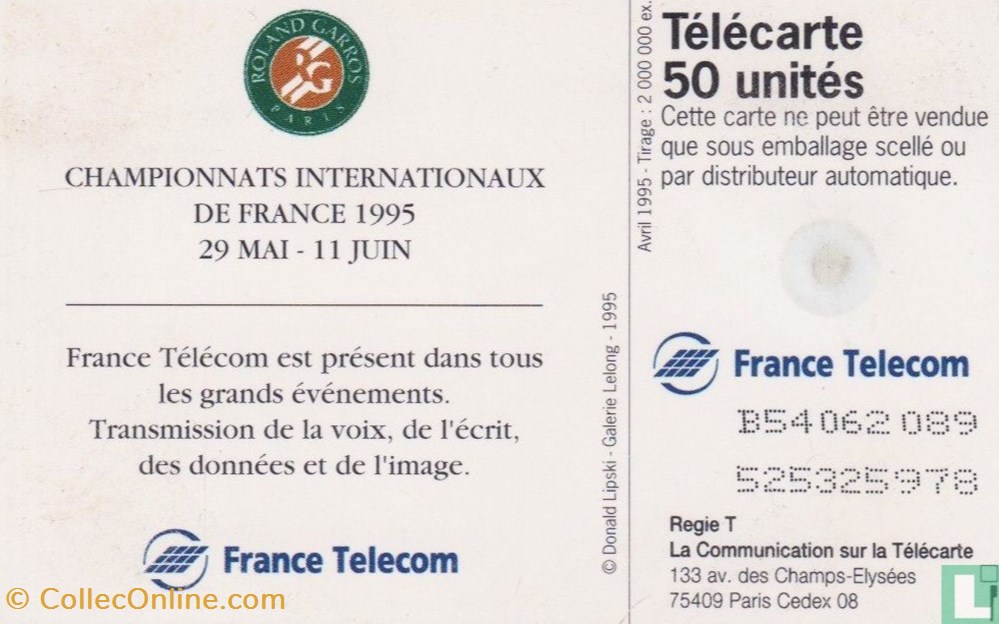 ROLAND GARROS
RG
PARIS
CHAMPIONNATS INTERNATIONAUX
DE FRANCE 1995
29 MAI - 11 JUIN
France Télécom est présent dans tous
les grands événements.
Transmission de la voix, de l'écrit,
des données et de l'image.
France Telecom
© Donald Lipski - Galerie Lelong - 1995
Avril 1995 - Tirage : 2 000 000 ex.
Télécarte
50 unités
Cette carte ne peut être vendue
que sous emballage scellé ou
par distributeur automatique.
France Telecom
B54062089
525325978
Regie T
La Communication sur la Télécarte
133 av. des Champs-Elysées
75409 Paris Cedex 08
© CollecOnline.com